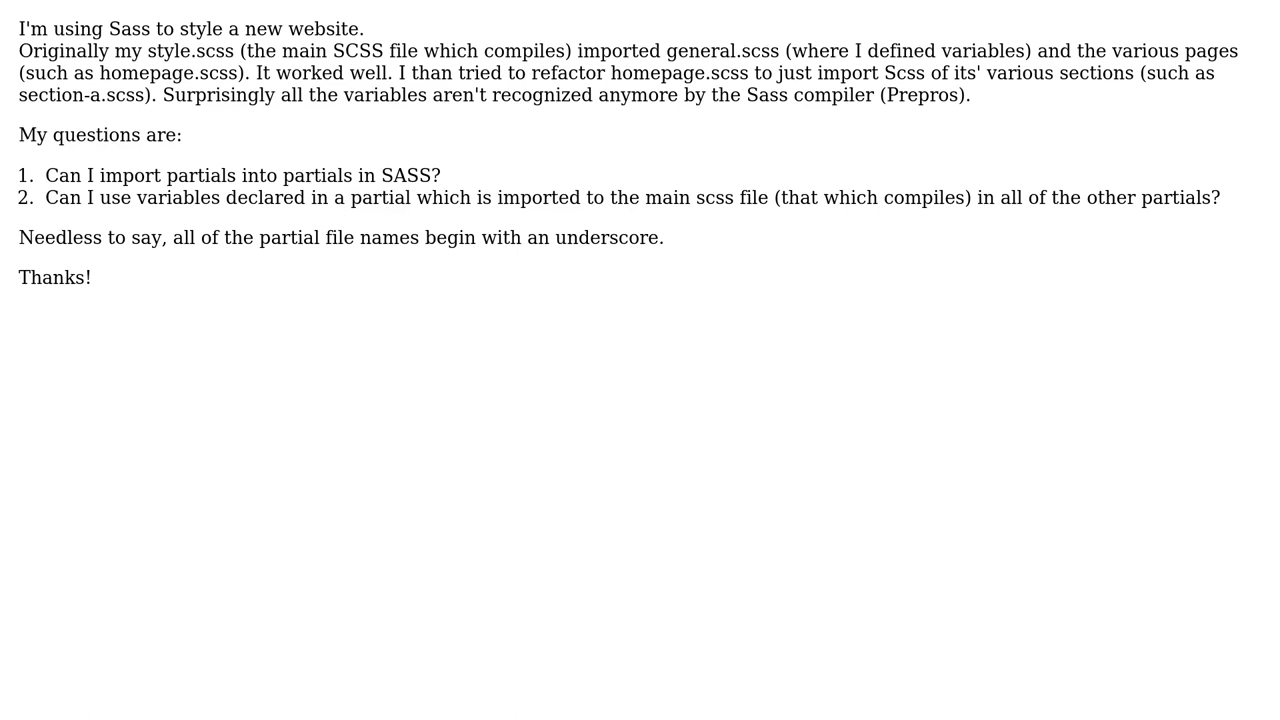 I'm using Sass to style a new website.
Originally my style.scss (the main SCSS file which compiles) imported general.scss (where I defined variables) and the various pages
(such as homepage.scss). It worked well. I than tried to refactor homepage.scss to just import Scss of its' various sections (such as
section-a.scss). Surprisingly all the variables aren't recognized anymore by the Sass compiler (Prepros).
My questions are:
1. Can I import partials into partials in SASS?
2. Can I use variables declared in a partial which is imported to the main scss file (that which compiles) in all of the other partials?
Needless to say, all of the partial file names begin with an underscore.
Thanks!